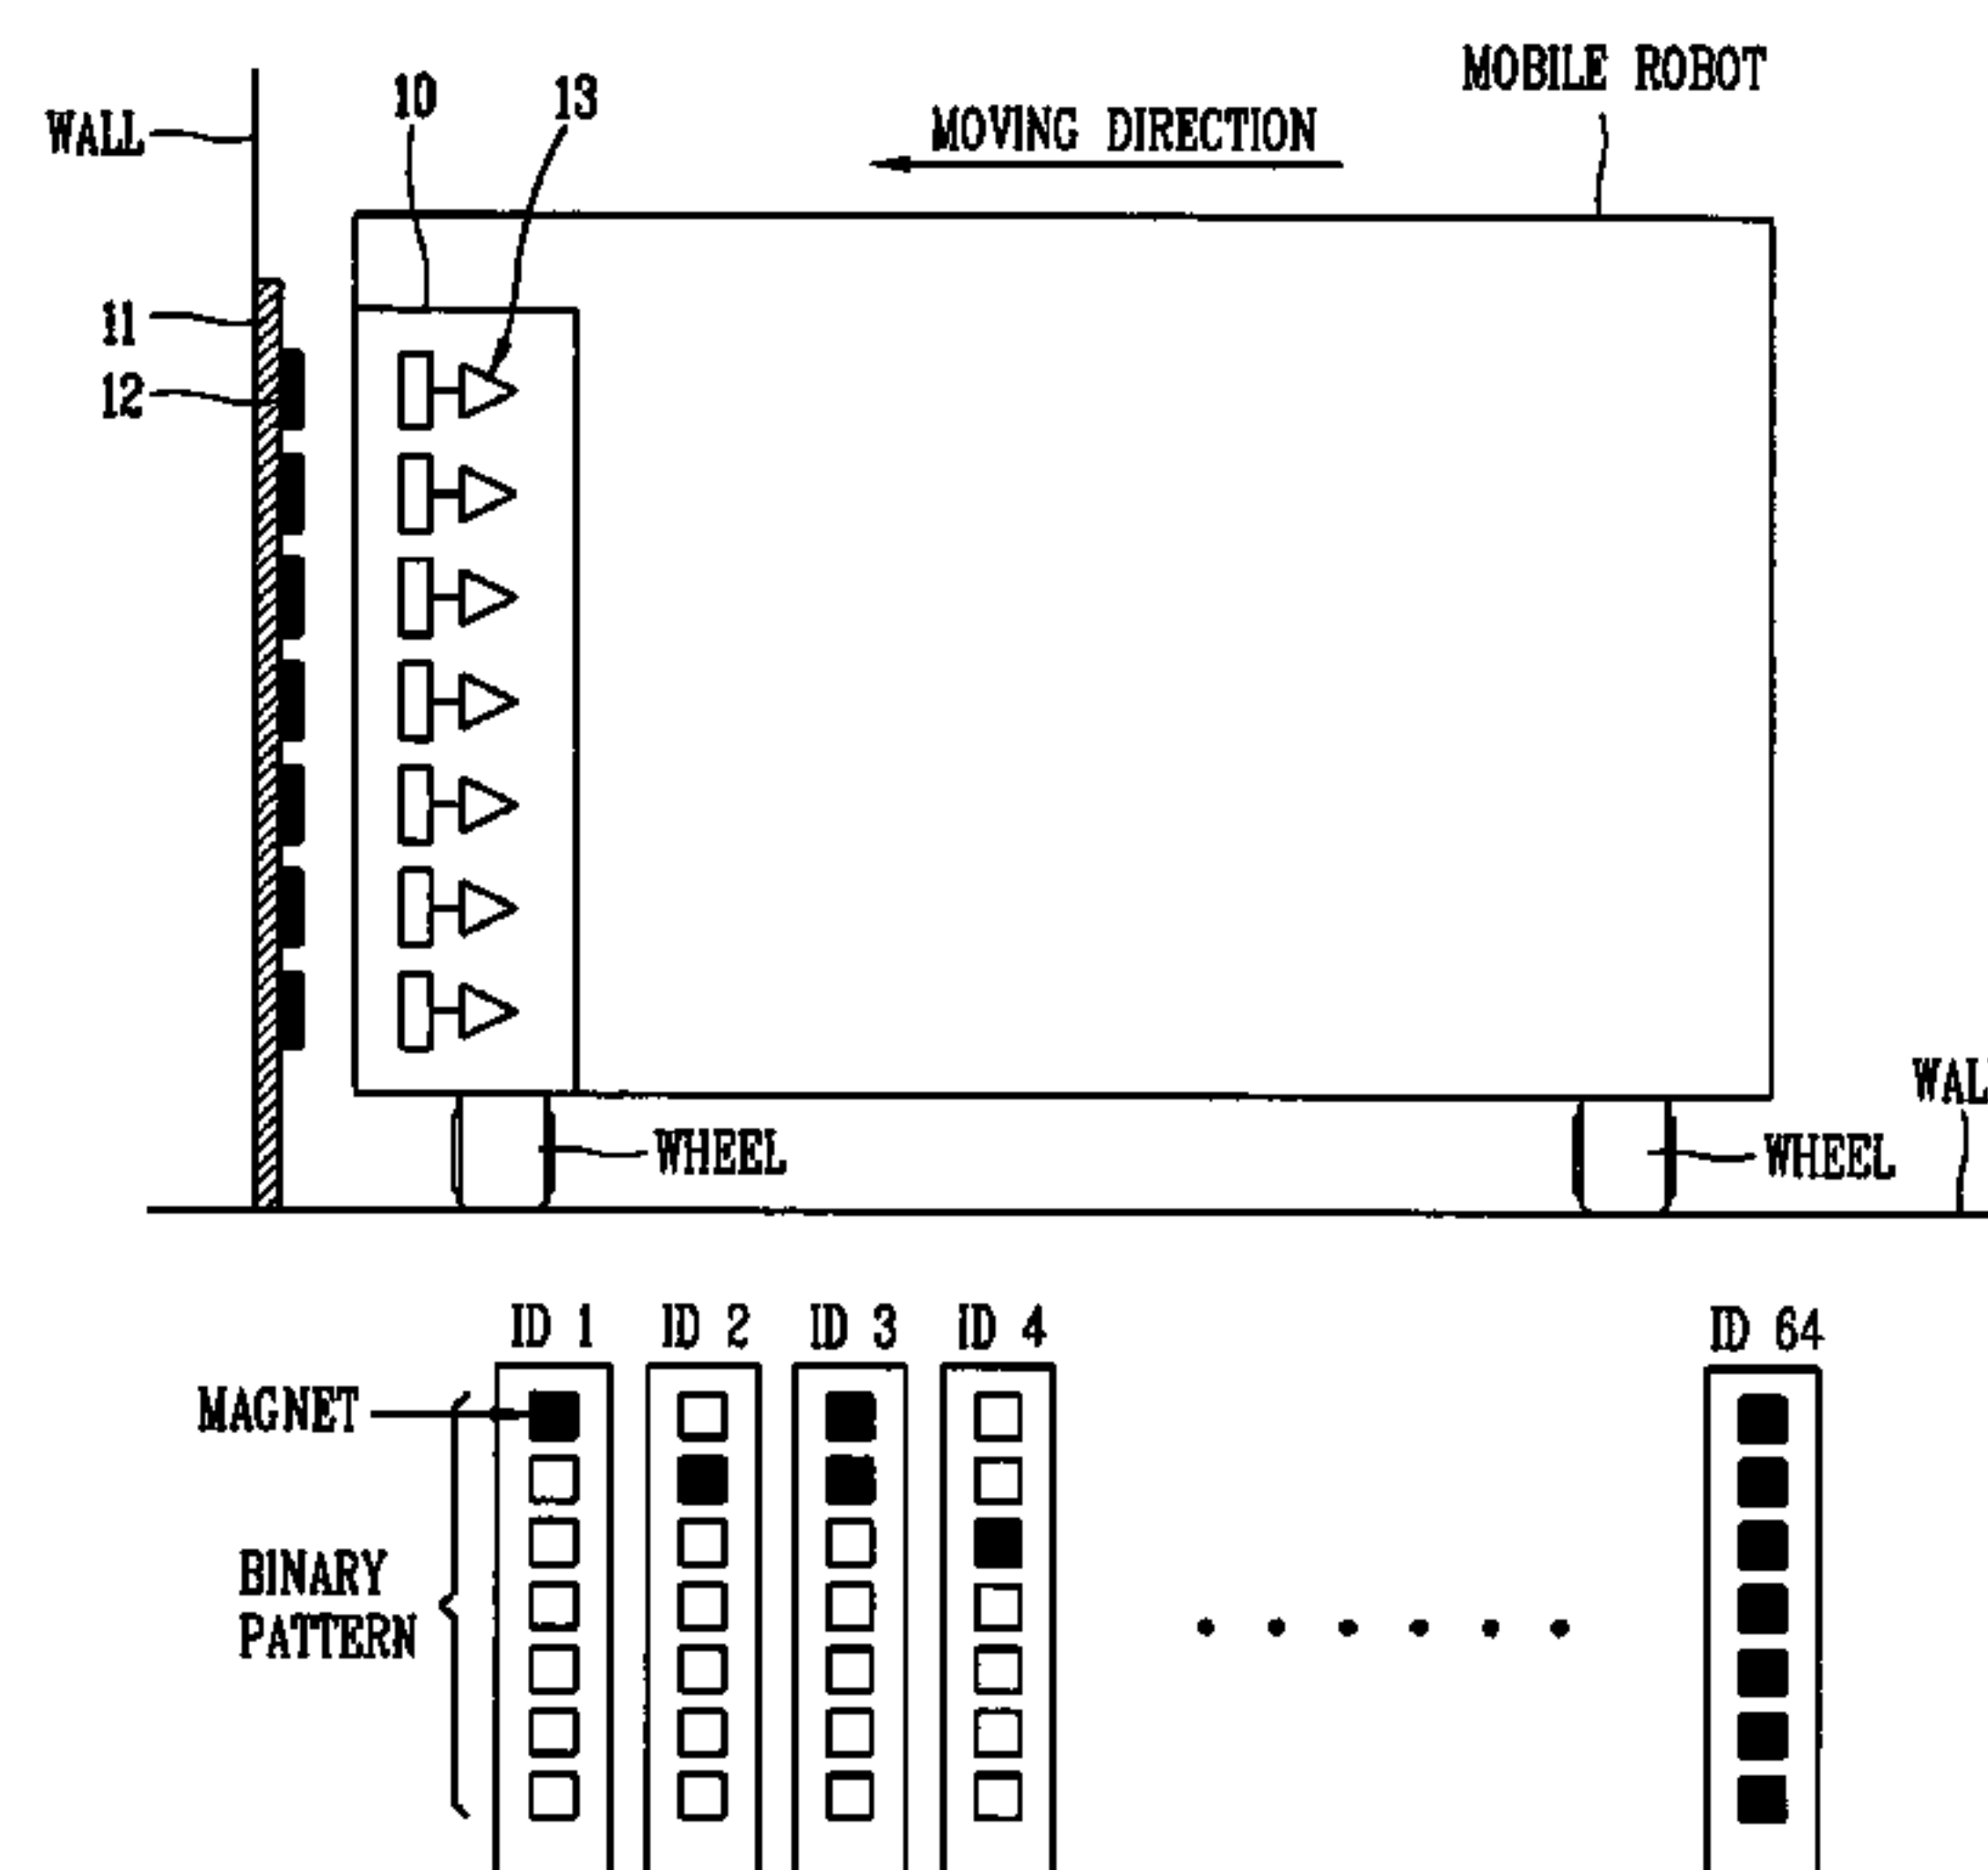 MOBILE ROBOT
10
13
MOVING DIRECTION
WALL
11
12
WHEEL
WHEEL
WAL
ID 1
ID 2
ID 3
ID 4
ID 64
MAGNET
BINARY
PATTERN